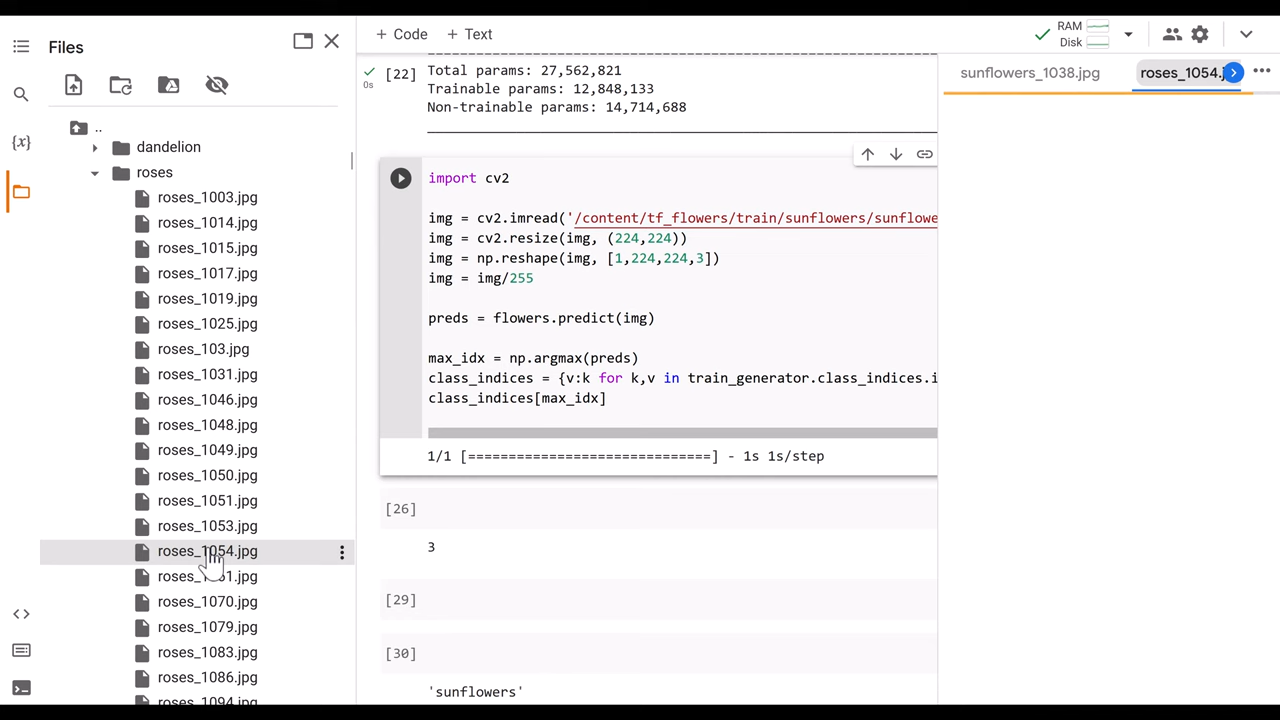 Files
..
dandelion
roses
roses_1003.jpg
roses_1014.jpg
roses_1015.jpg
roses_1017.jpg
roses_1019.jpg
roses_1025.jpg
roses_103.jpg
roses_1031.jpg
roses_1046.jpg
roses_1048.jpg
roses_1049.jpg
roses_1050.jpg
roses_1051.jpg
roses_1053.jpg
roses_1054.jpg
roses_1070.jpg
roses_1079.jpg
roses_1083.jpg
roses_1086.jpg
roses_1094.jpg
{x}
+ Code + Text
RAM
Disk
[22]
0s
Total params: 27,562,821
Trainable params: 12,848,133
Non-trainable params: 14,714,688
import cv2
img = cv2.imread('/content/tf_flowers/train/sunflowers/sunflowe
img = cv2.resize(img, (224,224))
img = np.reshape(img, [1,224,224,3])
img = img/255
preds = flowers.predict(img)
max_idx = np.argmax(preds)
class_indices = {v:k for k,v in train_generator.class_indices.i
class_indices[max_idx]
1/1 [==============================] - 1s 1s/step
[26]
3
[29]
[30]
'sunflowers'
sunflowers_1038.jpg roses_1054.j